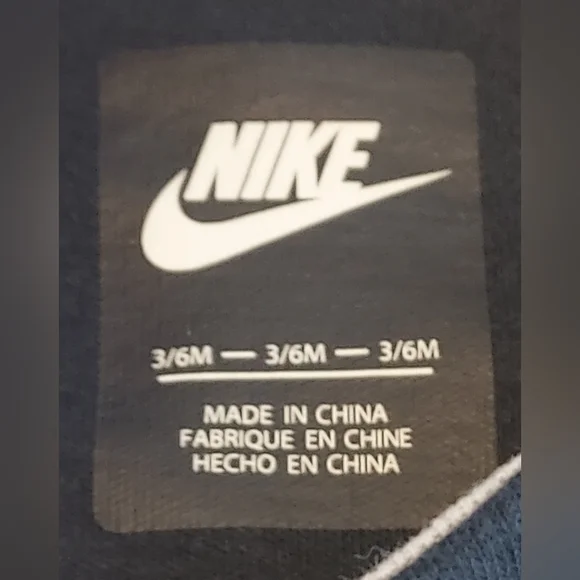 NIKE
3/6M — 3/6M — 3/6M
MADE IN CHINA
FABRIQUE EN CHINE
HECHO EN CHINA